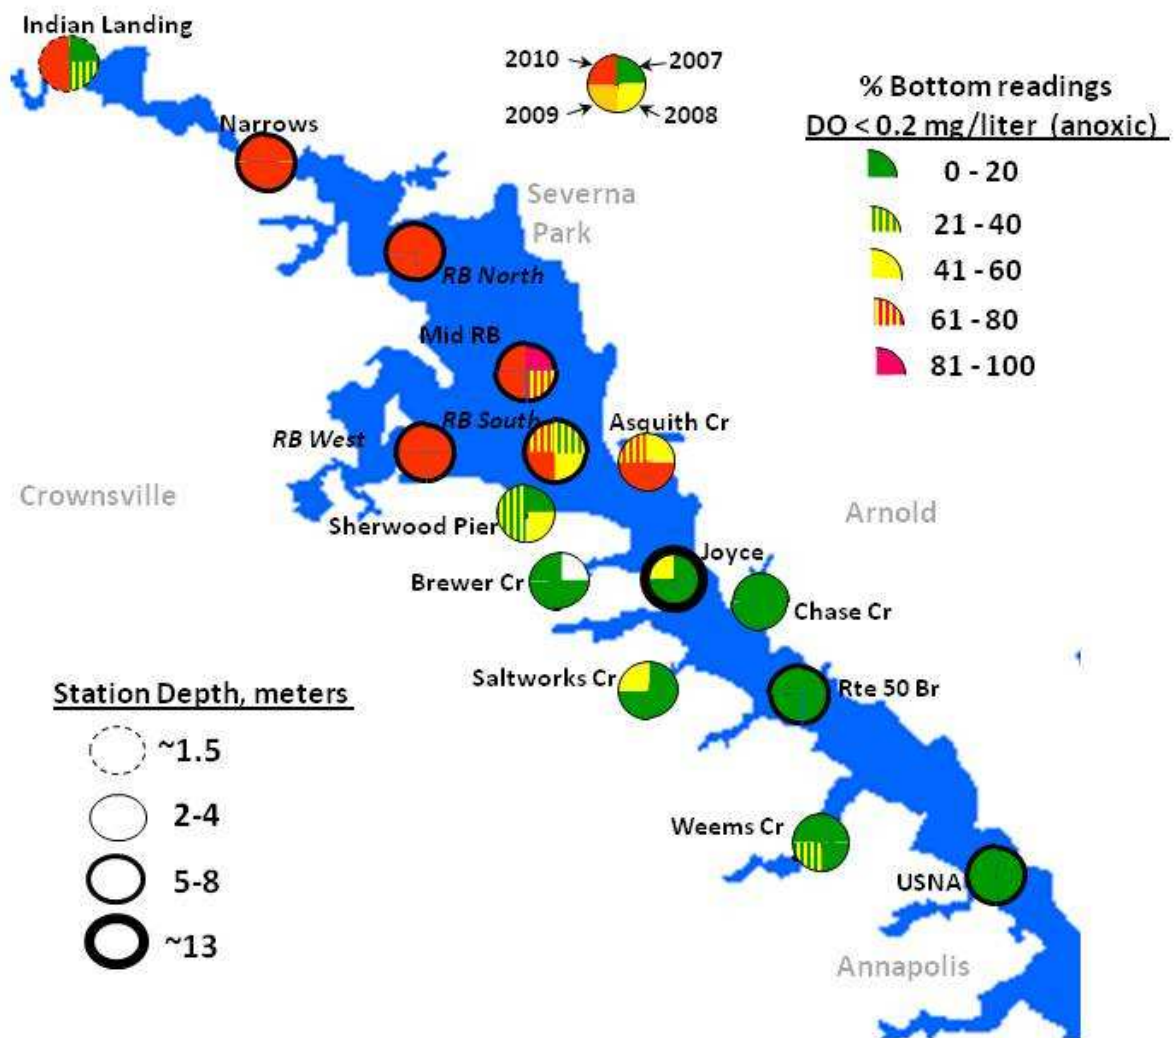 Indian Landing
2010
2007
2009
2008
% Bottom readings
DO < 0.2 mg/liter (anoxic)
0 - 20
21 - 40
41 - 60
61 - 80
81 - 100
Narrows
Severna
Park
RB North
Mid RB
RB South
Asquith Cr
RB West
Crownsville
Arnold
Sherwood Pier
Joyce
Brewer Cr
Chase Cr
Saltworks Cr
Rte 50 Br
Station Depth, meters
~1.5
2-4
5-8
~13
Weems Cr
USNA
Annapolis